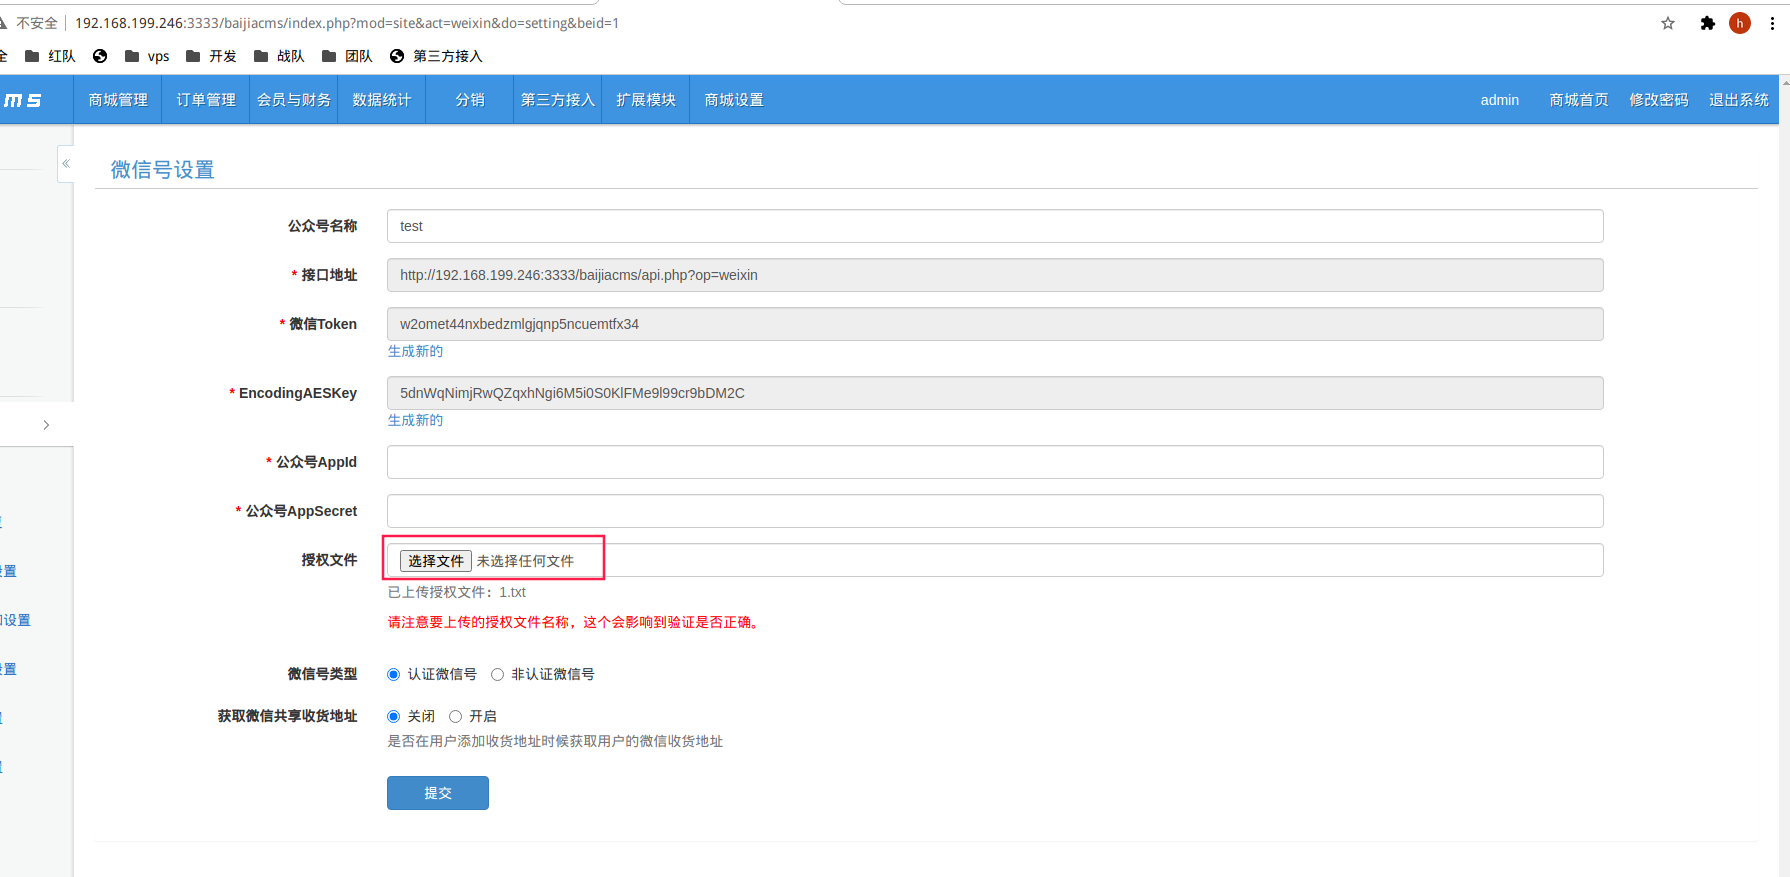 不安全 192.168.199.246:3333/baijiacms/index.php?mod=site&act=weixin&do=setting&beid=1 h
全 红队 vps 开发 战队 团队 第三方接入
ms 商城管理 订单管理 会员与财务 数据统计 分销 第三方接入 扩展模块 商城设置 admin 商城首页 修改密码 退出系统
微信号设置
公众号名称 test
* 接口地址 http://192.168.199.246:3333/baijiacms/api.php?op=weixin
* 微信Token w2omet44nxbedzmlgjqnp5ncuemtfx34
生成新的
* EncodingAESKey 5dnWqNimjRwQZqxhNgi6M5i0S0KlFMe9l99cr9bDM2C
生成新的
* 公众号AppId
* 公众号AppSecret
授权文件 选择文件 未选择任何文件
设置
已上传授权文件：1.txt
设置
请注意要上传的授权文件名称，这个会影响到验证是否正确。
设置
微信号类型 认证微信号 非认证微信号
获取微信共享收货地址 关闭 开启
是否在用户添加收货地址时候获取用户的微信收货地址
提交